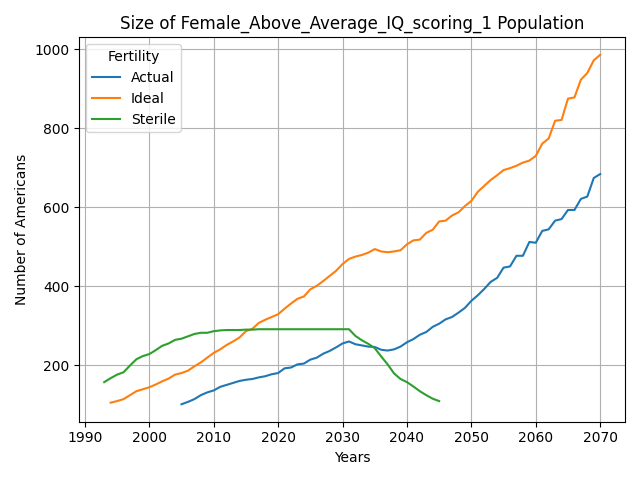 Size of Female_Above_Average_IQ_scoring_1 Population
Fertility
Actual
Ideal
Sterile
Number of Americans
1000
800
600
400
200
1990 2000 2010 2020 2030 2040 2050 2060 2070
Years